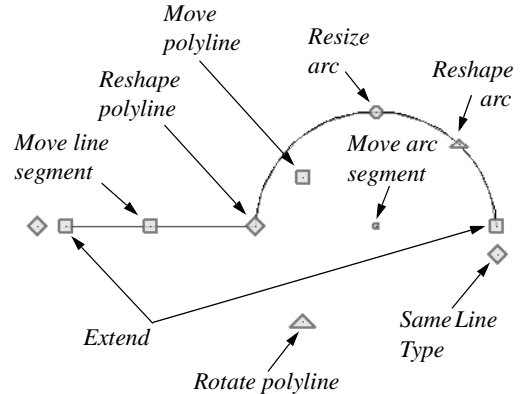 Move
polyline
Resize
arc
Reshape
polyline
Reshape
arc
Move line
segment
Move arc
segment
Extend
Same Line
Type
Rotate polyline